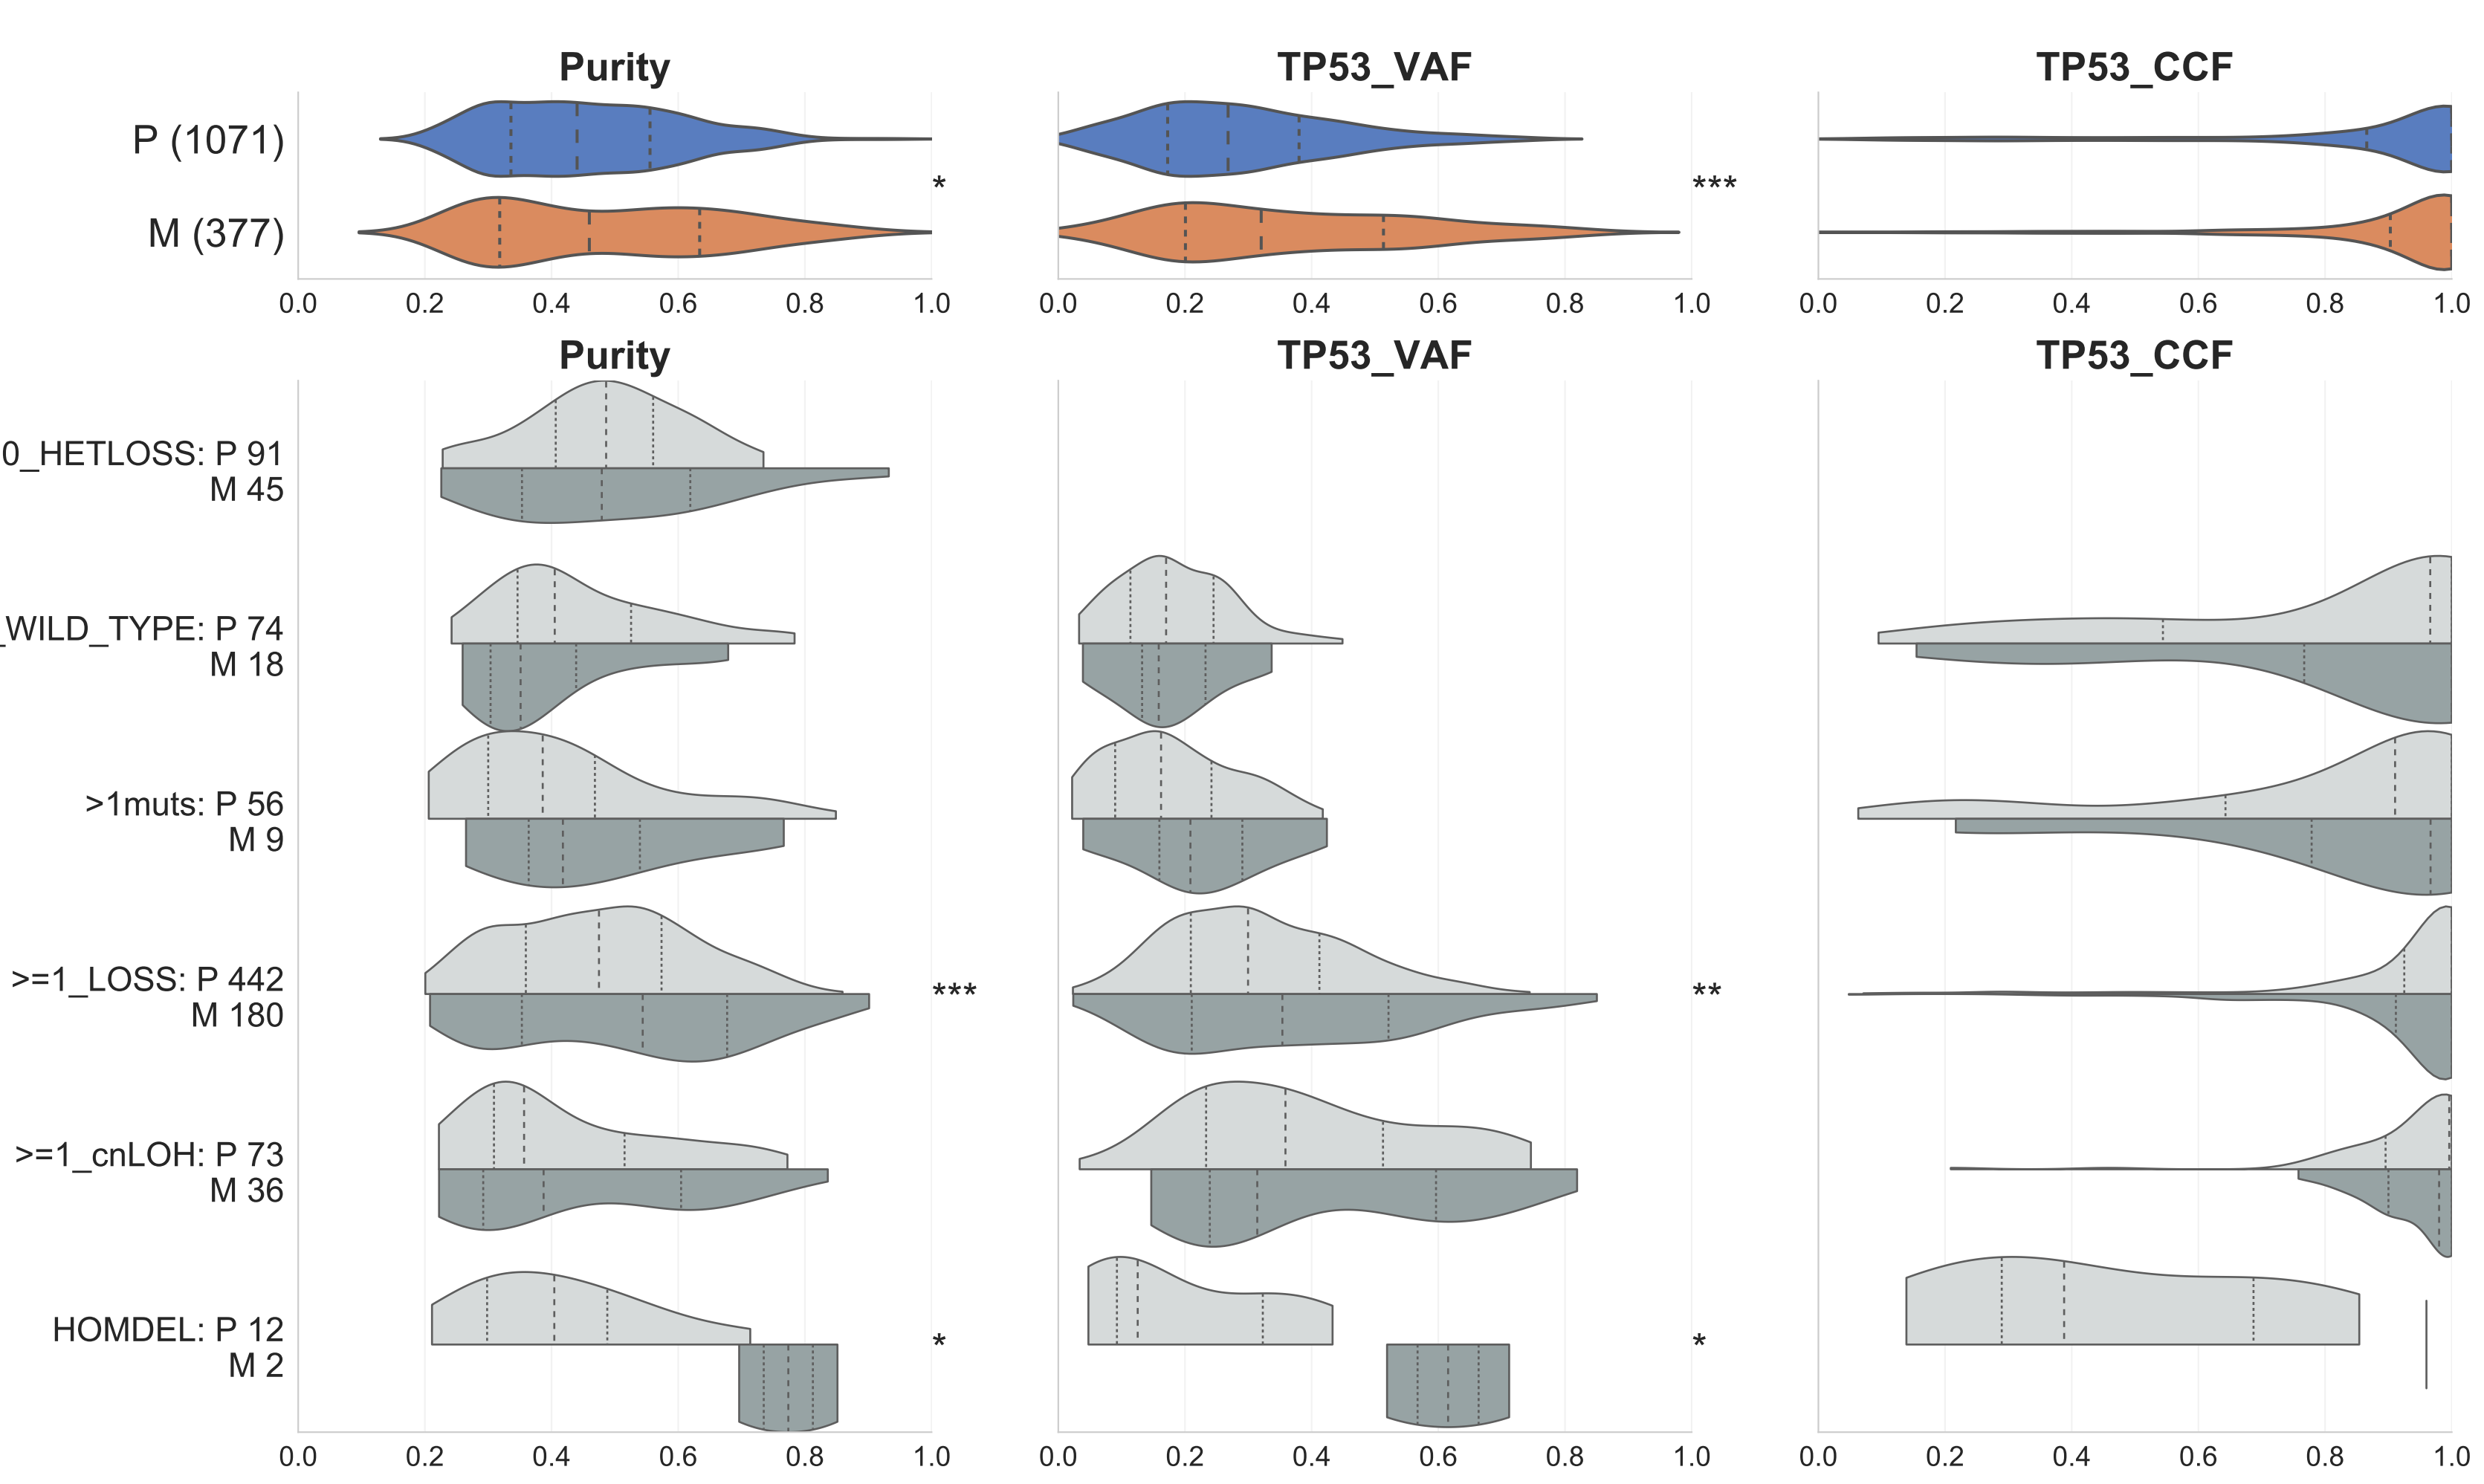 Purity TP53_VAF TP53_CCF
P (1071)
* ***
M (377)
0.0 0.2 0.4 0.6 0.8 1.0 0.0 0.2 0.4 0.6 0.8 1.0 0.0 0.2 0.4 0.6 0.8 1.0
Purity TP53_VAF TP53_CCF
0_HETLOSS: P 91
M 45
_WILD_TYPE: P 74
M 18
>1muts: P 56
M 9
>=1_LOSS: P 442
*** **
M 180
>=1_cnLOH: P 73
M 36
HOMDEL: P 12
* *
M 2
0.0 0.2 0.4 0.6 0.8 1.0 0.0 0.2 0.4 0.6 0.8 1.0 0.0 0.2 0.4 0.6 0.8 1.0